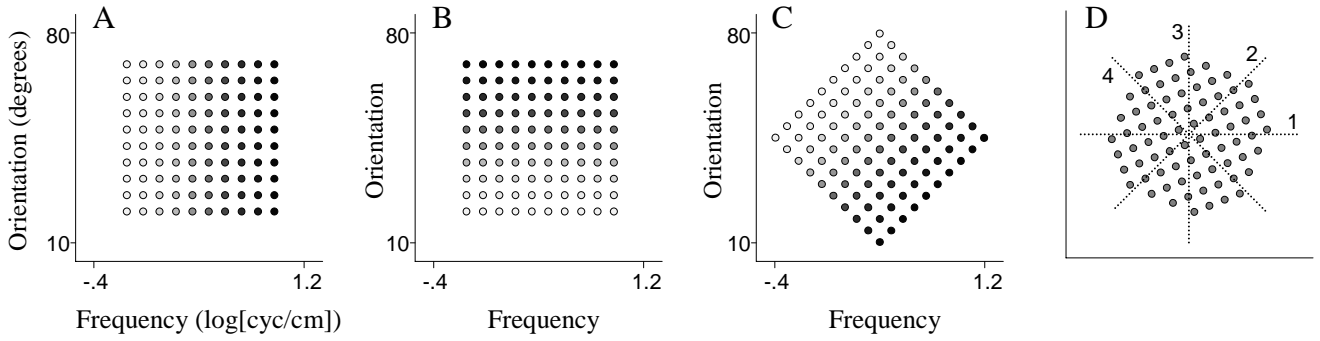 A
Orientation (degrees)
80
10
-.4
1.2
Frequency (log[cyc/cm])
B
Orientation
80
10
-.4
1.2
Frequency
C
Orientation
80
10
-.4
1.2
Frequency
D
3
2
4
1